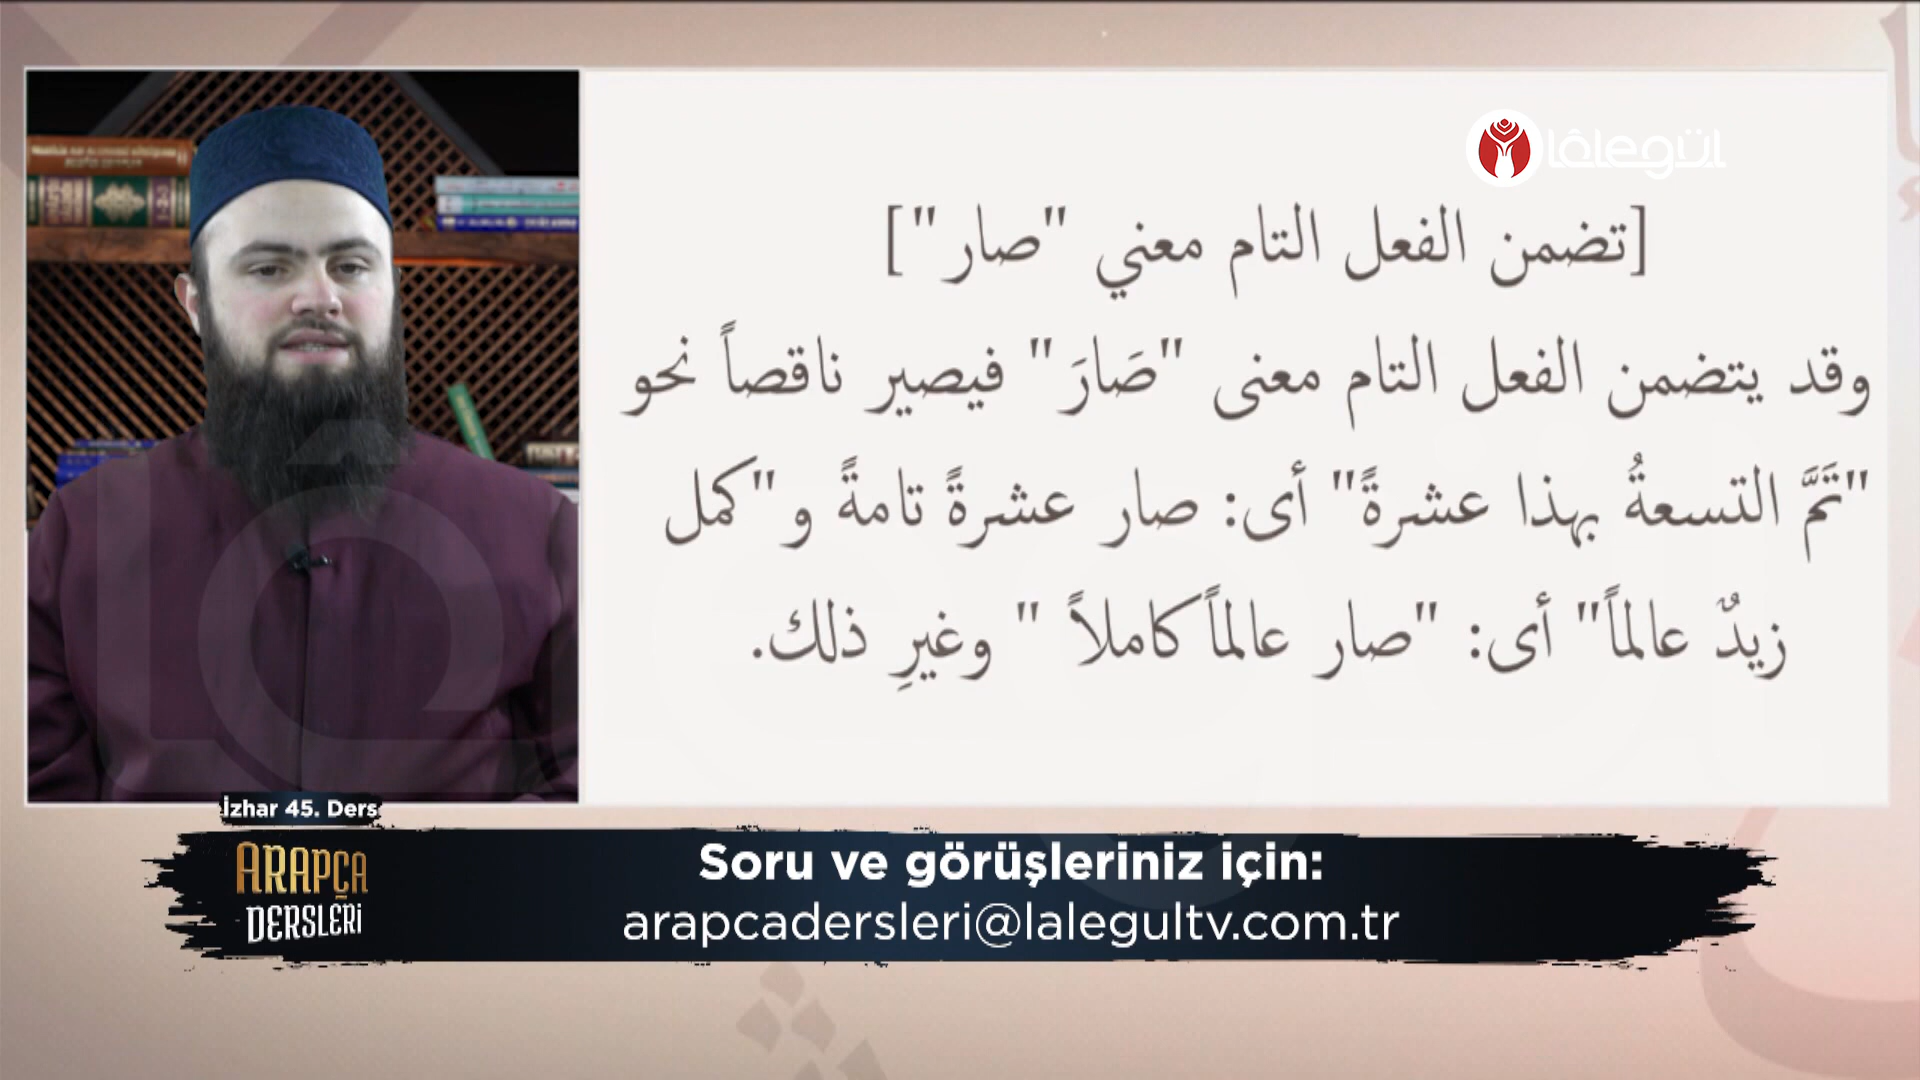 lâlegül
[تضمن الفعل التام معني "صار"]
وقد يتضمن الفعل التام معنى "صَارَ" فيصير ناقصاً نحو
"تَمَّ التسعةُ بهذا عشرةً" أى: صار عشرةً تامةً و"كمل
زيدٌ عالماً" أى: "صار عالماً كاملاً " وغيرِ ذلك.
İzhar 45. Ders
ARAPÇA
DERSLERİ
Soru ve görüşleriniz için:
arapcadersleri@lalegultv.com.tr